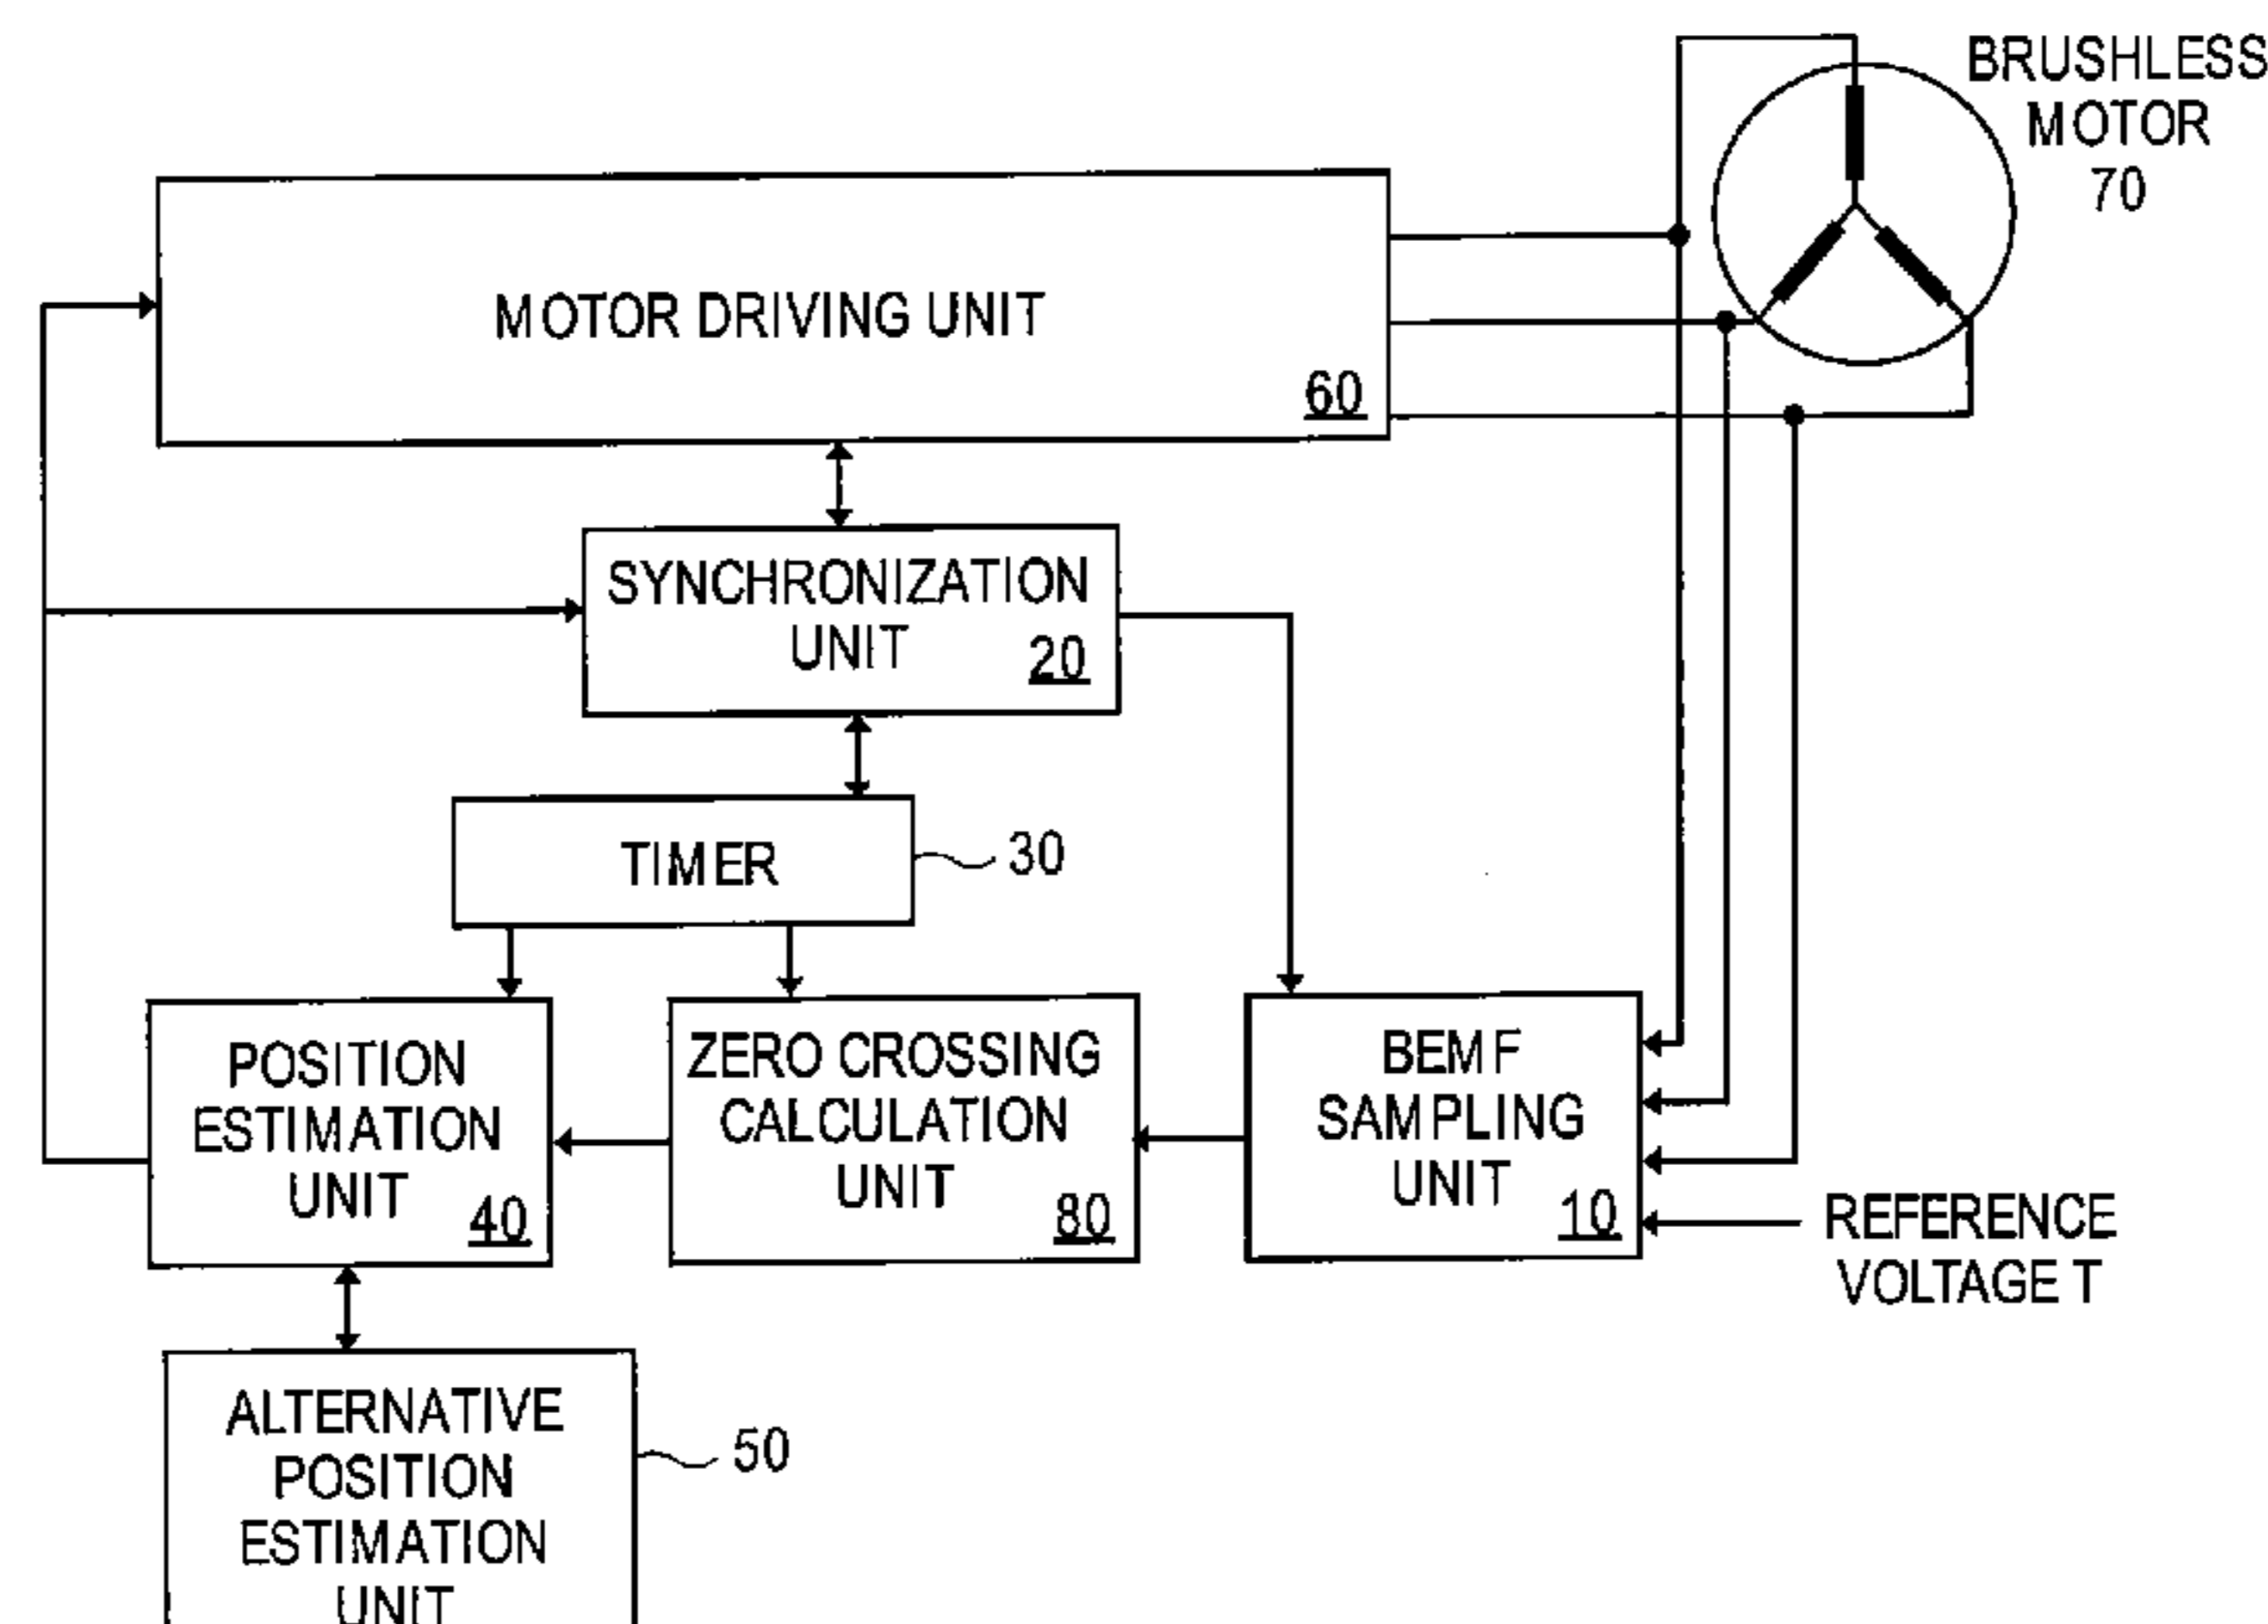 BRUSHLESS
MOTOR
70
MOTOR DRIVING UNIT
60
SYNCHRONIZATION
UNIT
20
TIMER
30
POSITION
ESTIMATION
UNIT
40
ZERO CROSSING
CALCULATION
UNIT
80
BEMF
SAMPLING
UNIT
10
REFERENCE
VOLTAGE T
ALTERNATIVE
POSITION
ESTIMATION
UNIT
50